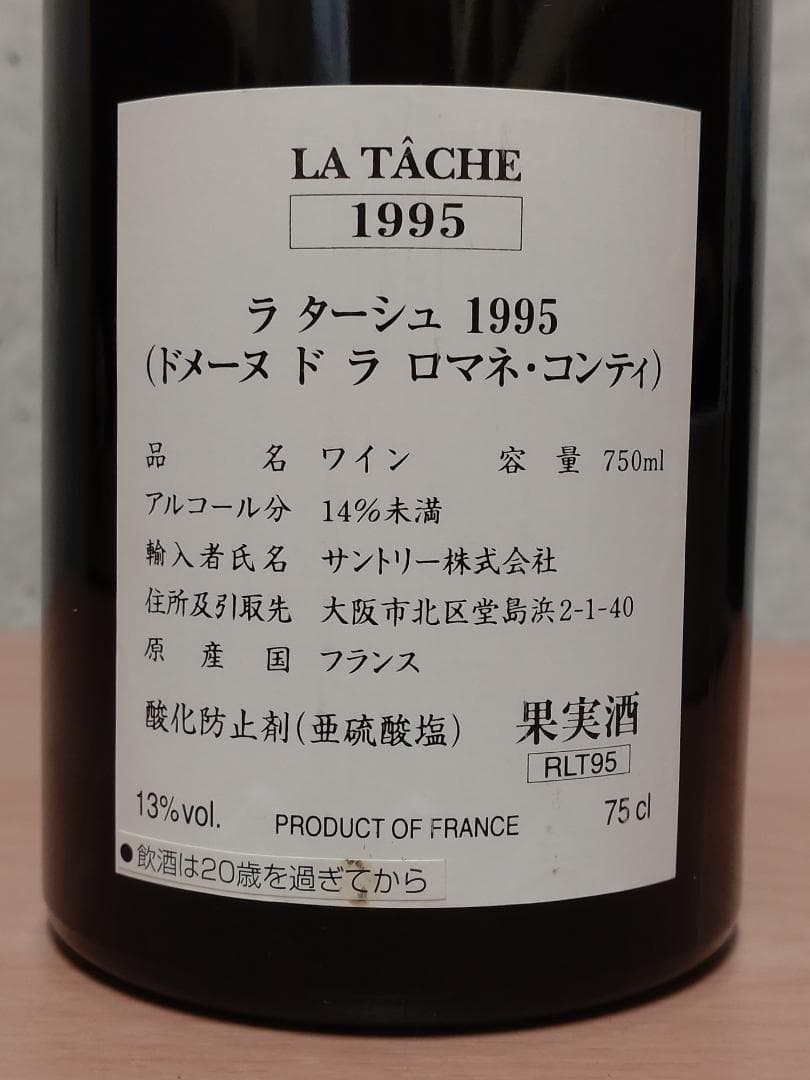 LA TÂCHE
1995
ラ ターシュ 1995
(ドメーヌ ド ラ ロマネ・コンティ)
品名 ワイン 容量 750ml
アルコール分 14%未満
輸入者氏名 サントリー株式会社
住所及引取先 大阪市北区堂島浜2-1-40
原産国 フランス
酸化防止剤(亜硫酸塩) 果実酒
RLT95
13%vol. PRODUCT OF FRANCE 75 cl
●飲酒は20歳を過ぎてから